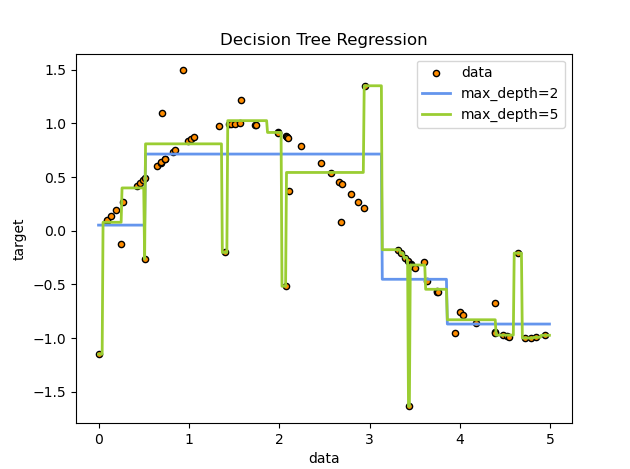 Decision Tree Regression
data
max_depth=2
max_depth=5
target
1.5
1.0
0.5
0.0
−0.5
−1.0
−1.5
0 1 2 3 4 5
data